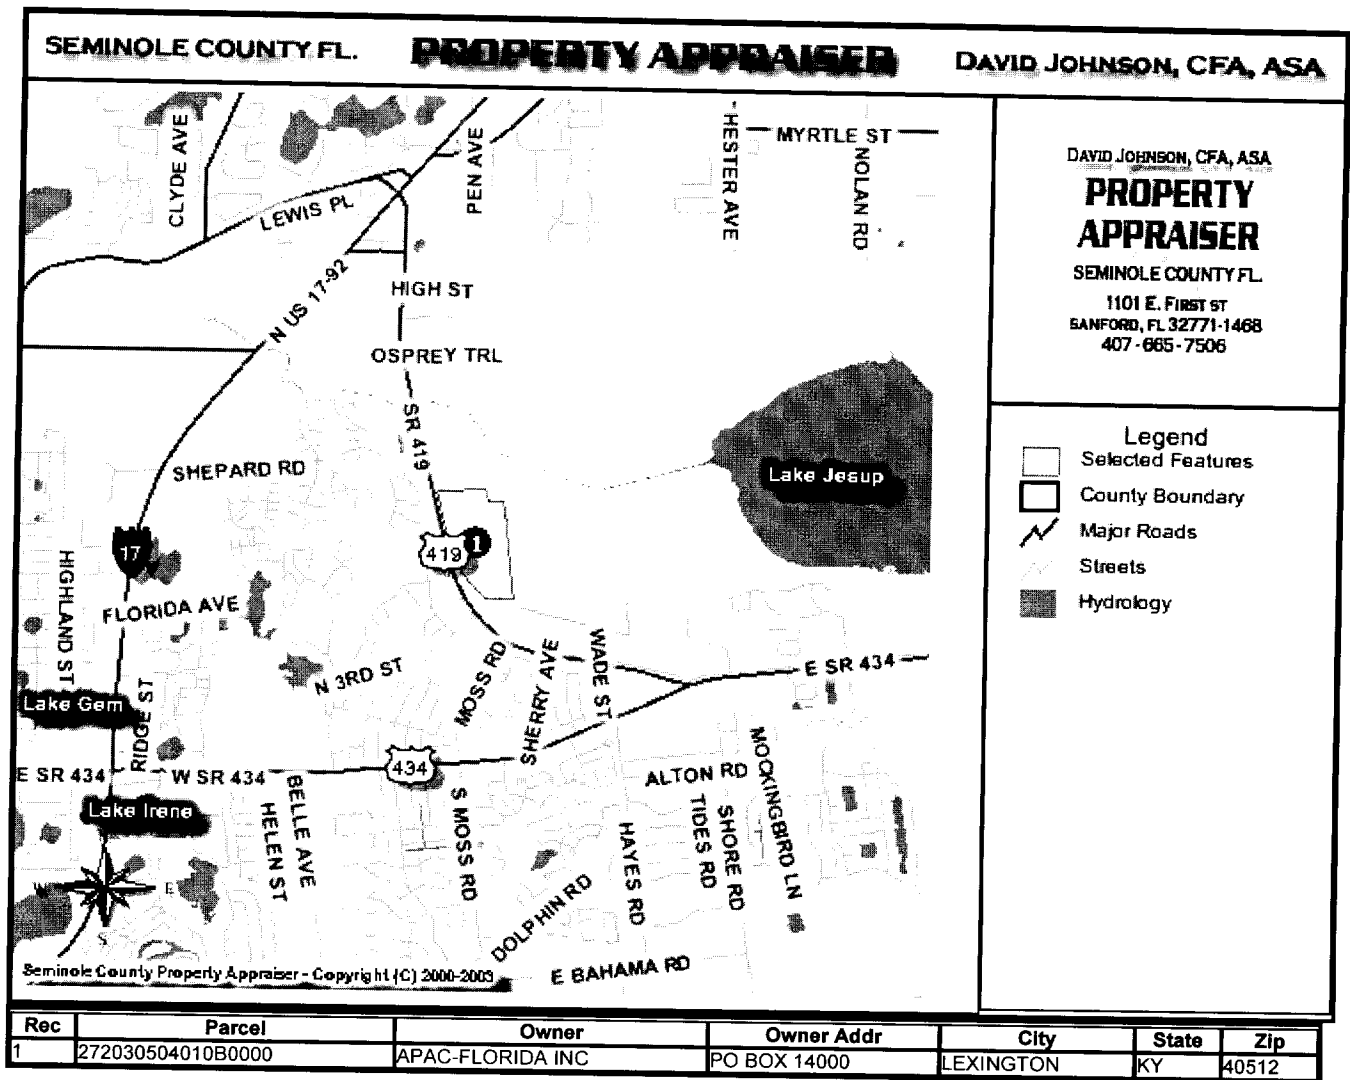 SEMINOLE COUNTY FL. PROPERTY APPRAISER DAVID JOHNSON, CFA, ASA
CLYDE AVE
LEWIS PL
PEN AVE
HESTER AVE
MYRTLE ST
NOLAN RD
N US 17-92
HIGH ST
OSPREY TRL
SR 419
SHEPARD RD
Lake Jesup
17
419
1
HIGHLAND ST
FLORIDA AVE
N 3RD ST
MOSS RD
SHERRY AVE
WADE ST
E SR 434
Lake Gem
RIDGE ST
E SR 434
W SR 434
434
Lake Irene
BELLE AVE
HELEN ST
S MOSS RD
ALTON RD
MOCKINGBIRD LN
TIDES RD
SHORE RD
HAYES RD
DOLPHIN RD
E BAHAMA RD
W
E
S
Seminole County Property Appraiser - Copyright (C) 2000-2003
DAVID JOHNSON, CFA, ASA
PROPERTY
APPRAISER
SEMINOLE COUNTY FL.
1101 E. FIRST ST
SANFORD, FL 32771-1468
407-665-7506
Legend
Selected Features
County Boundary
Major Roads
Streets
Hydrology
Rec Parcel Owner Owner Addr City State Zip
1 272030504010B0000 APAC-FLORIDA INC PO BOX 14000 LEXINGTON KY 40512